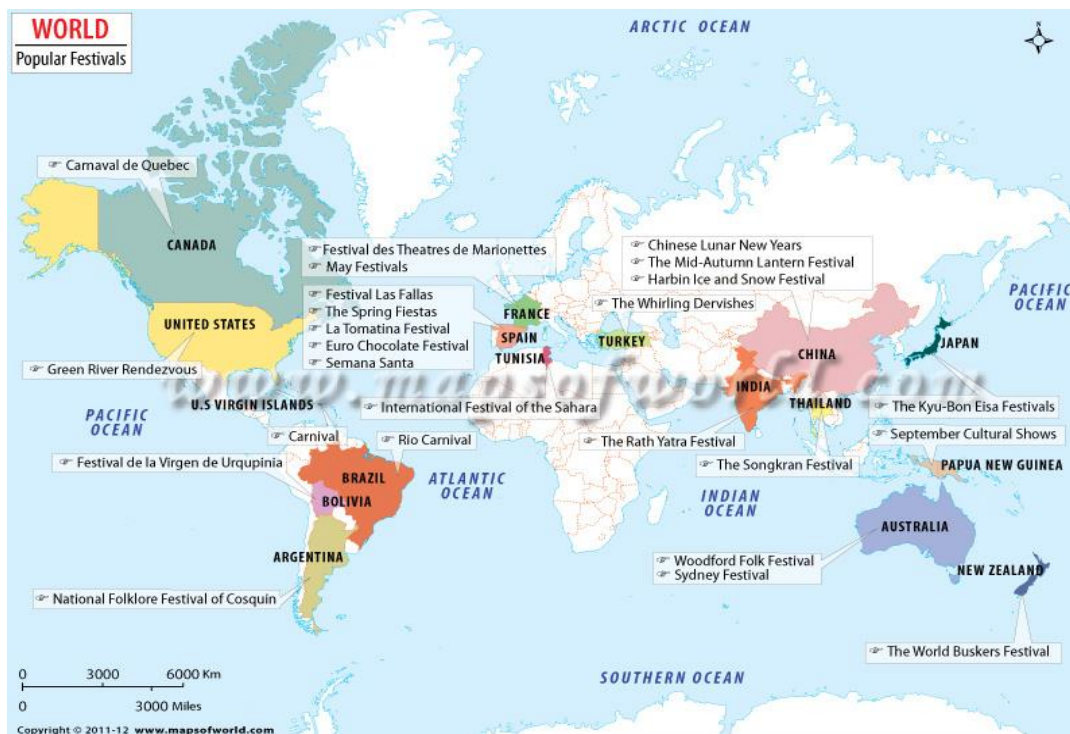 WORLD
Popular Festivals
ARCTIC OCEAN
N
Carnaval de Quebec
CANADA
Festival des Theatres de Marionettes
May Festivals
Chinese Lunar New Years
The Mid-Autumn Lantern Festival
Harbin Ice and Snow Festival
PACIFIC
OCEAN
Festival Las Fallas
The Spring Fiestas
La Tomatina Festival
Euro Chocolate Festival
Semana Santa
The Whirling Dervishes
FRANCE
UNITED STATES
SPAIN
TUNISIA
TURKEY
CHINA
JAPAN
Green River Rendezvous
INDIA
www.mapsofworld.com
U.S VIRGIN ISLANDS
International Festival of the Sahara
THAILAND
The Kyu-Bon Eisa Festivals
PACIFIC
OCEAN
Carnival
Rio Carnival
The Rath Yatra Festival
September Cultural Shows
Festival de la Virgen de Urqupinia
The Songkran Festival
PAPUA NEW GUINEA
BRAZIL
ATLANTIC
OCEAN
BOLIVIA
INDIAN
OCEAN
AUSTRALIA
ARGENTINA
Woodford Folk Festival
Sydney Festival
NEW ZEALAND
National Folklore Festival of Cosquin
The World Buskers Festival
0 3000 6000 Km
0 3000 Miles
SOUTHERN OCEAN
Copyright © 2011-12 www.mapsofworld.com